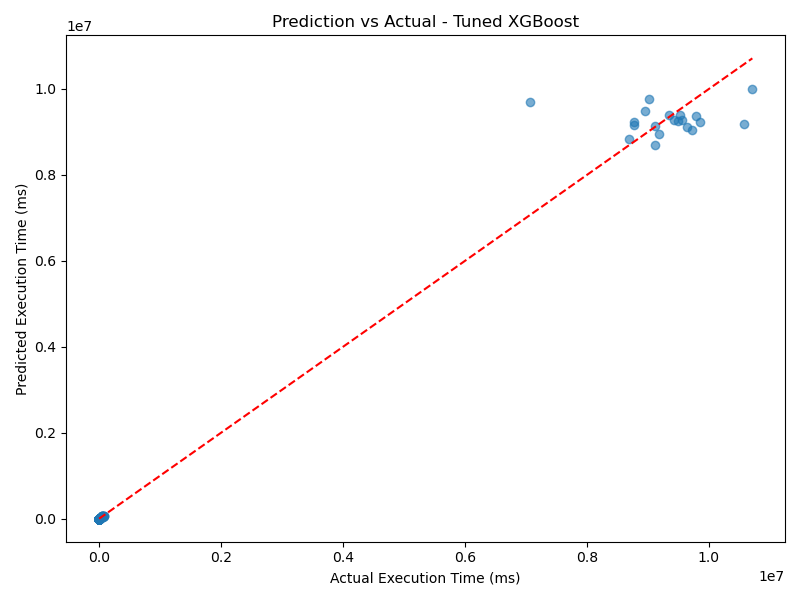 Prediction vs Actual - Tuned XGBoost
1e7
1.0
0.8
0.6
0.4
0.2
0.0
Predicted Execution Time (ms)
0.0 0.2 0.4 0.6 0.8 1.0
1e7
Actual Execution Time (ms)